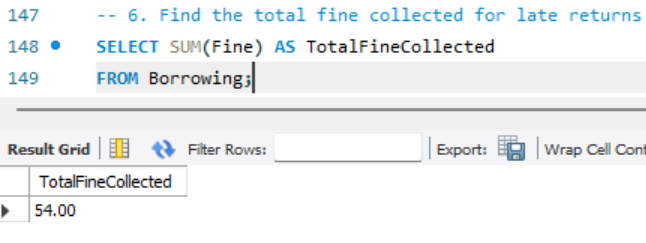 147 -- 6. Find the total fine collected for late returns
148 SELECT SUM(Fine) AS TotalFineCollected
149 FROM Borrowing;
Result Grid Filter Rows: Export: Wrap Cell Cont
TotalFineCollected
54.00